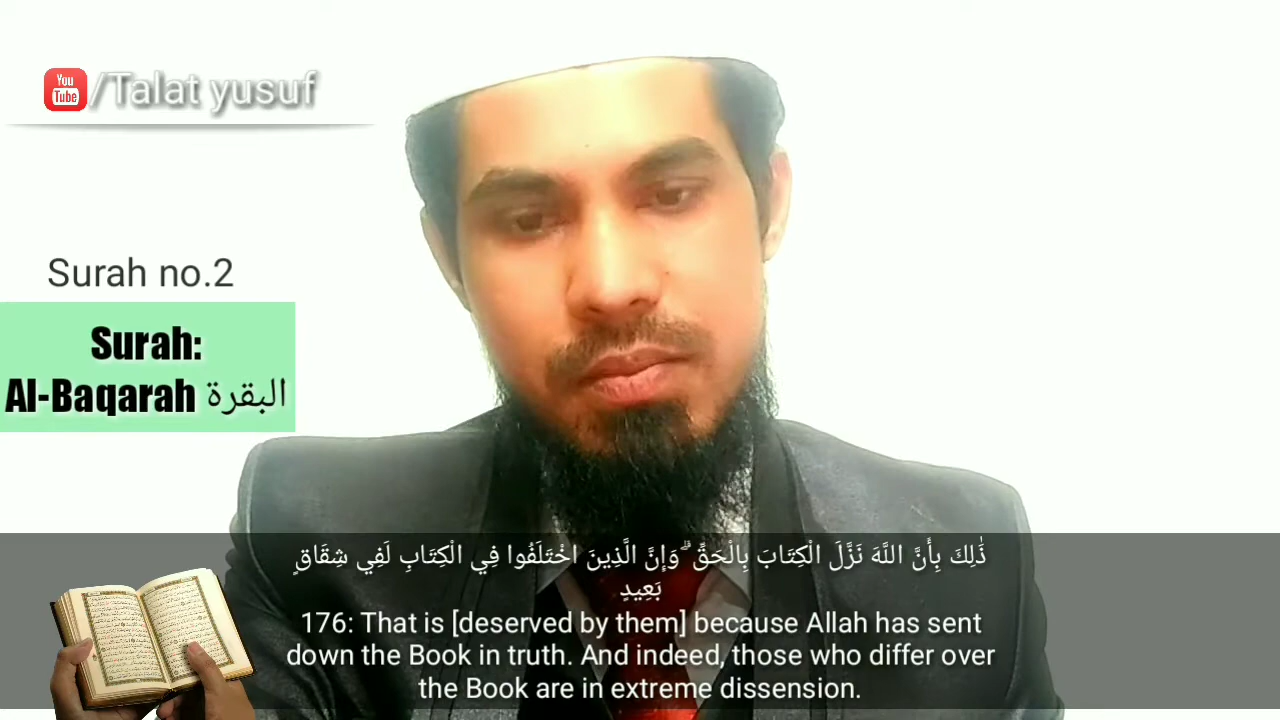 You
Tube
/Talat yusuf
Surah no.2
Surah:
Al-Baqarah البقرة
ذَٰلِكَ بِأَنَّ اللَّهَ نَزَّلَ الْكِتَابَ بِالْحَقِّ ۗ وَإِنَّ الَّذِينَ اخْتَلَفُوا فِي الْكِتَابِ لَفِي شِقَاقٍ
بَعِيدٍ
176: That is [deserved by them] because Allah has sent
down the Book in truth. And indeed, those who differ over
the Book are in extreme dissension.